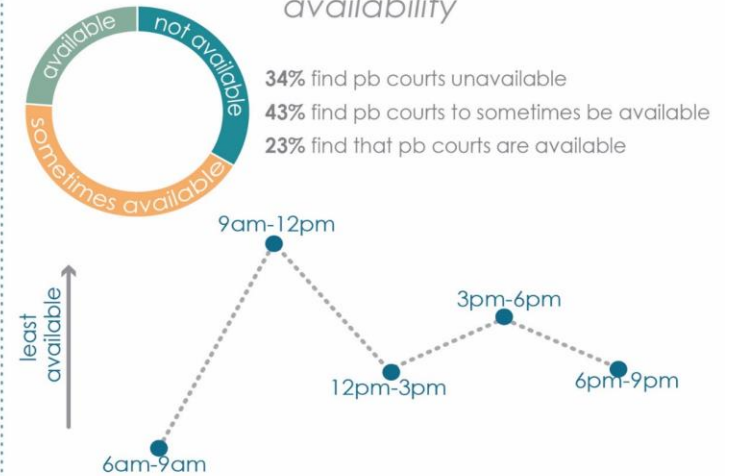 availability
available
not available
sometimes available
34% find pb courts unavailable
43% find pb courts to sometimes be available
23% find that pb courts are available
9am-12pm
least
available
3pm-6pm
12pm-3pm
6pm-9pm
6am-9am